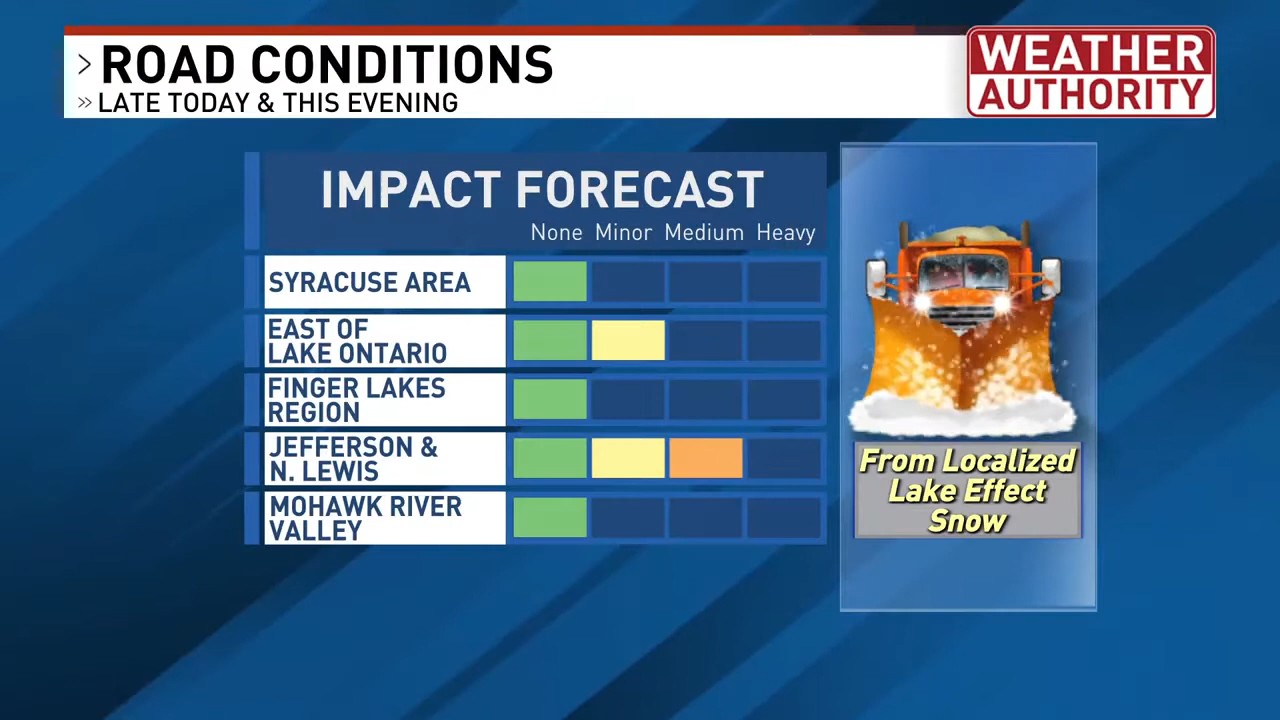 ROAD CONDITIONS
LATE TODAY & THIS EVENING
WEATHER
AUTHORITY
IMPACT FORECAST
None Minor Medium Heavy
SYRACUSE AREA
EAST OF
LAKE ONTARIO
FINGER LAKES
REGION
JEFFERSON &
N. LEWIS
MOHAWK RIVER
VALLEY
From Localized
Lake Effect
Snow